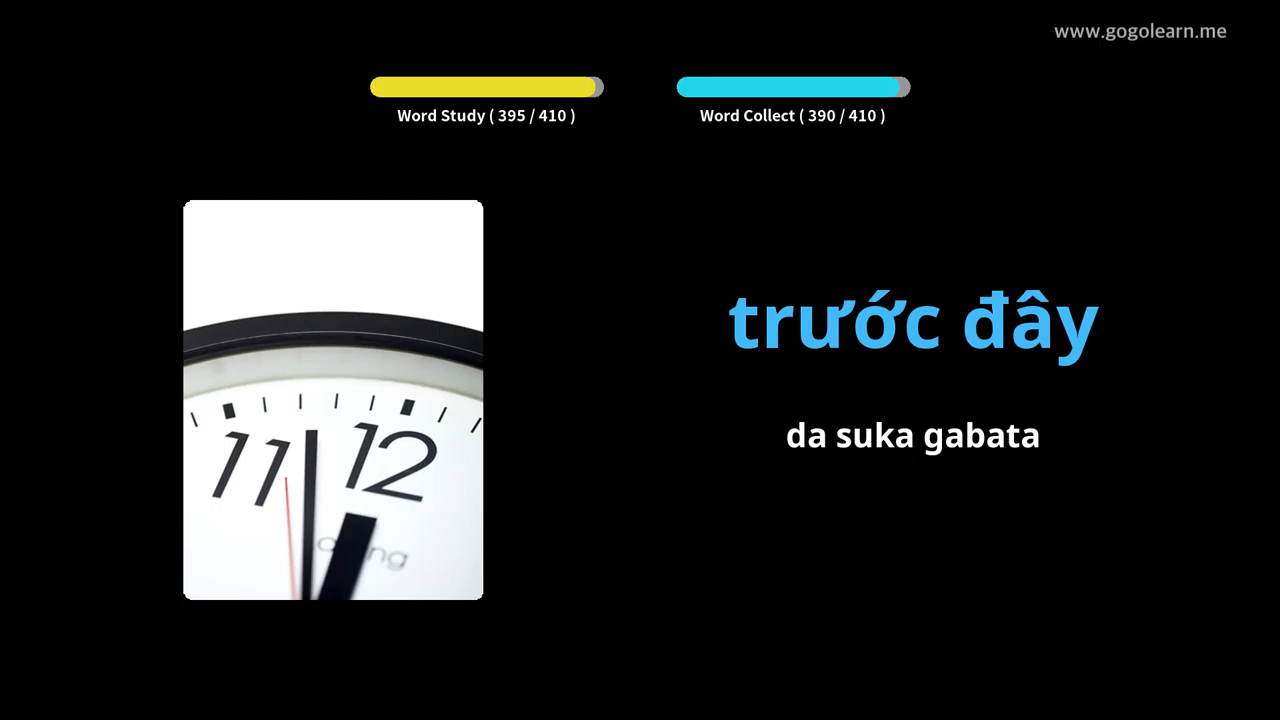 www.gogolearn.me
Word Study ( 395 / 410 )
Word Collect ( 390 / 410 )
11
12
trước đây
da suka gabata